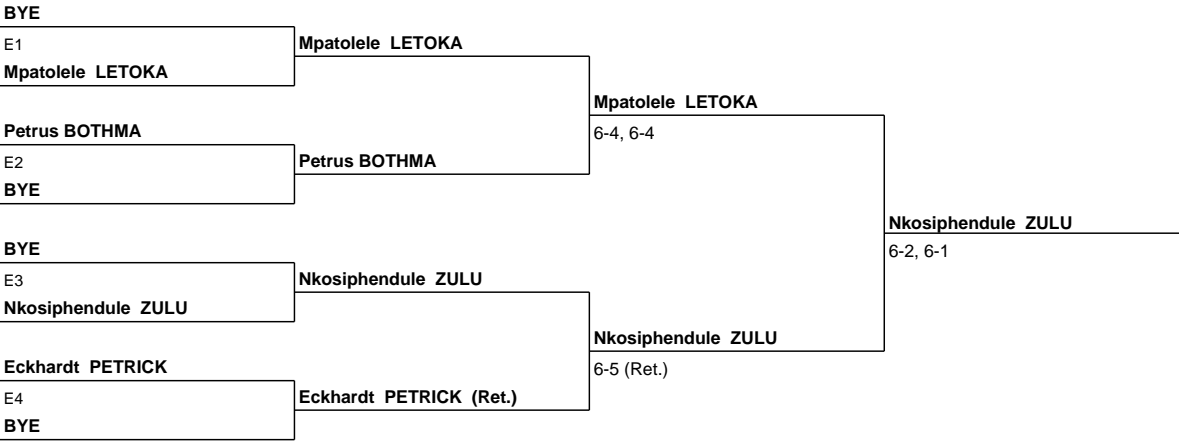 BYE
E1
Mpatolele LETOKA
Mpatolele LETOKA
Petrus BOTHMA
E2
BYE
Petrus BOTHMA
Mpatolele LETOKA
6-4, 6-4
BYE
E3
Nkosiphendule ZULU
Nkosiphendule ZULU
Eckhardt PETRICK
E4
BYE
Eckhardt PETRICK (Ret.)
Nkosiphendule ZULU
6-5 (Ret.)
Nkosiphendule ZULU
6-2, 6-1